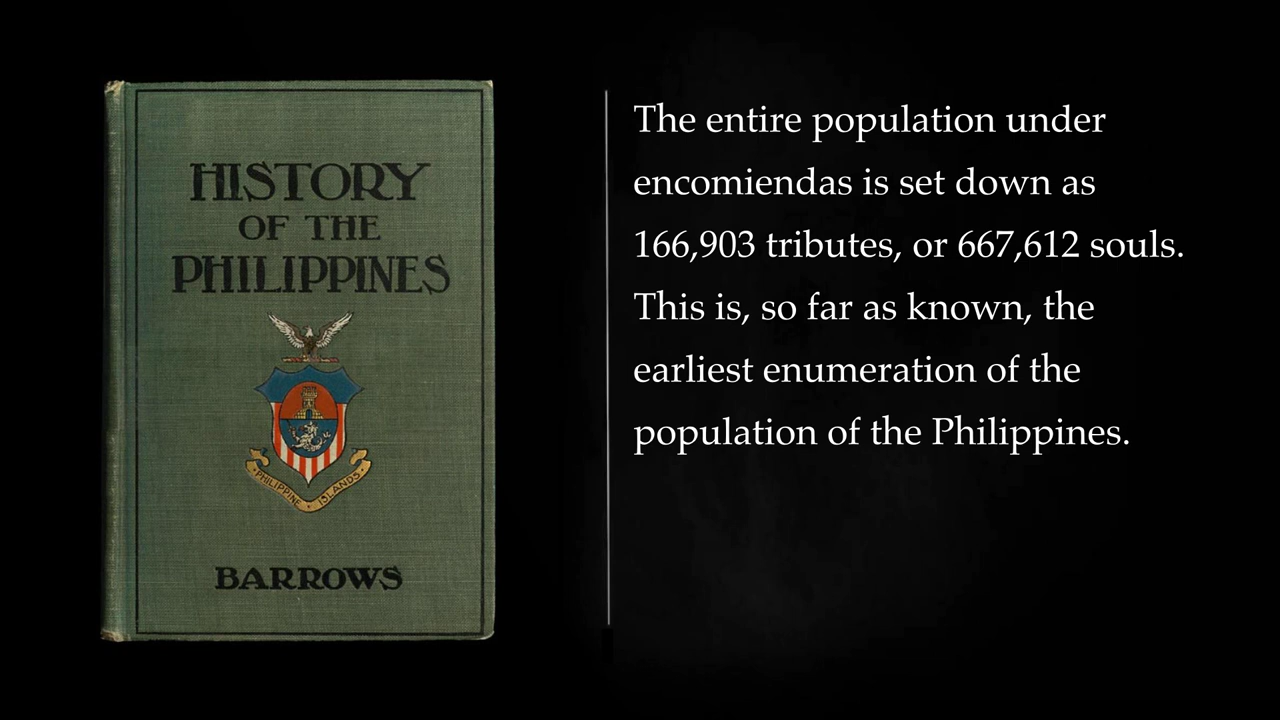 HISTORY
OF THE
PHILIPPINES
PHILIPPINE ISLANDS
BARROWS
The entire population under
encomiendas is set down as
166,903 tributes, or 667,612 souls.
This is, so far as known, the
earliest enumeration of the
population of the Philippines.